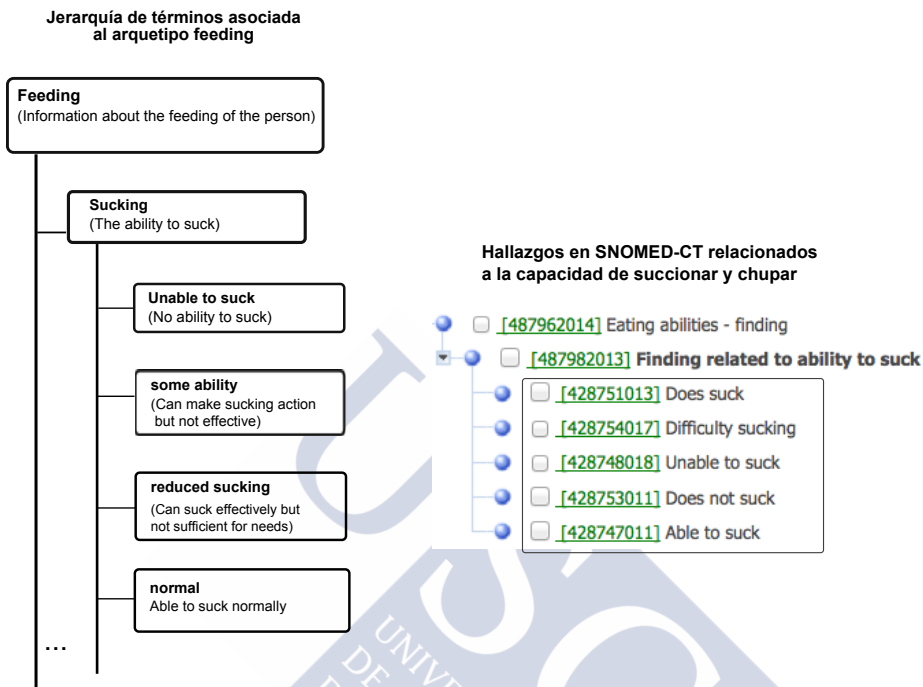 Jerarquía de términos asociada
al arquetipo feeding
Feeding
(Information about the feeding of the person)
Sucking
(The ability to suck)
Unable to suck
(No ability to suck)
some ability
(Can make sucking action
but not effective)
reduced sucking
(Can suck effectively but
not sufficient for needs)
normal
Able to suck normally
...
Hallazgos en SNOMED-CT relacionados
a la capacidad de succionar y chupar
[487962014] Eating abilities - finding
[487982013] Finding related to ability to suck
[428751013] Does suck
[428754017] Difficulty sucking
[428748018] Unable to suck
[428753011] Does not suck
[428747011] Able to suck
USC
DE